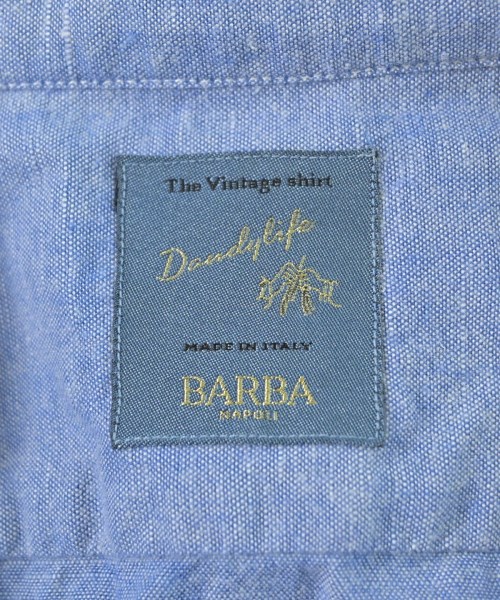 The Vintage shirt
Dandylife
MADE IN ITALY
BARBA
NAPOLI